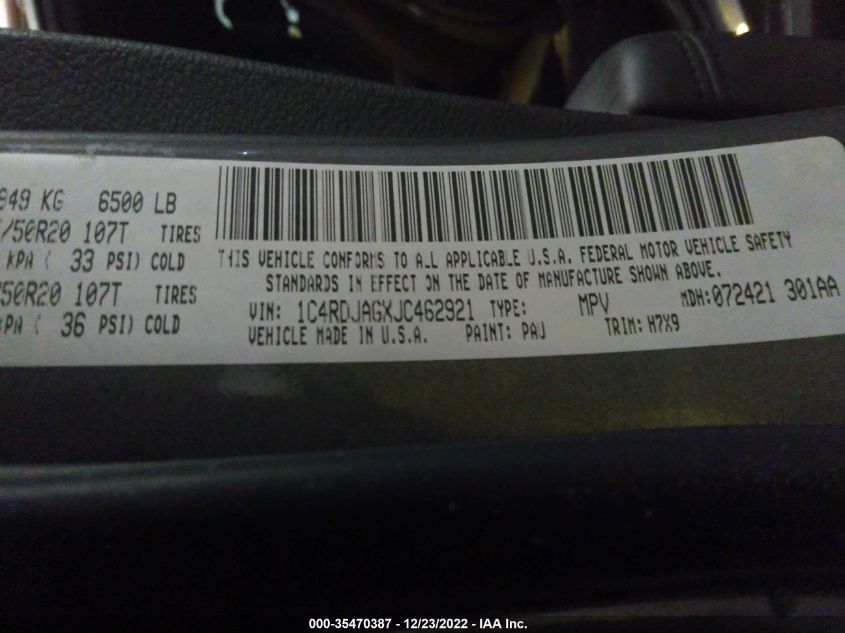 849 KG 6500 LB
/50R20 107T TIRES
KPA ( 33 PSI) COLD
/50R20 107T TIRES
KPA ( 36 PSI) COLD
THIS VEHICLE CONFORMS TO ALL APPLICABLE U.S.A. FEDERAL MOTOR VEHICLE SAFETY
STANDARDS IN EFFECT ON THE DATE OF MANUFACTURE SHOWN ABOVE.
VIN: 1C4RDJAGXJC462921 TYPE: MPV MDH:072421 301AA
VEHICLE MADE IN U.S.A. PAINT: PAU TRIM: H7X9
000-35470387 - 12/23/2022 - IAA Inc.